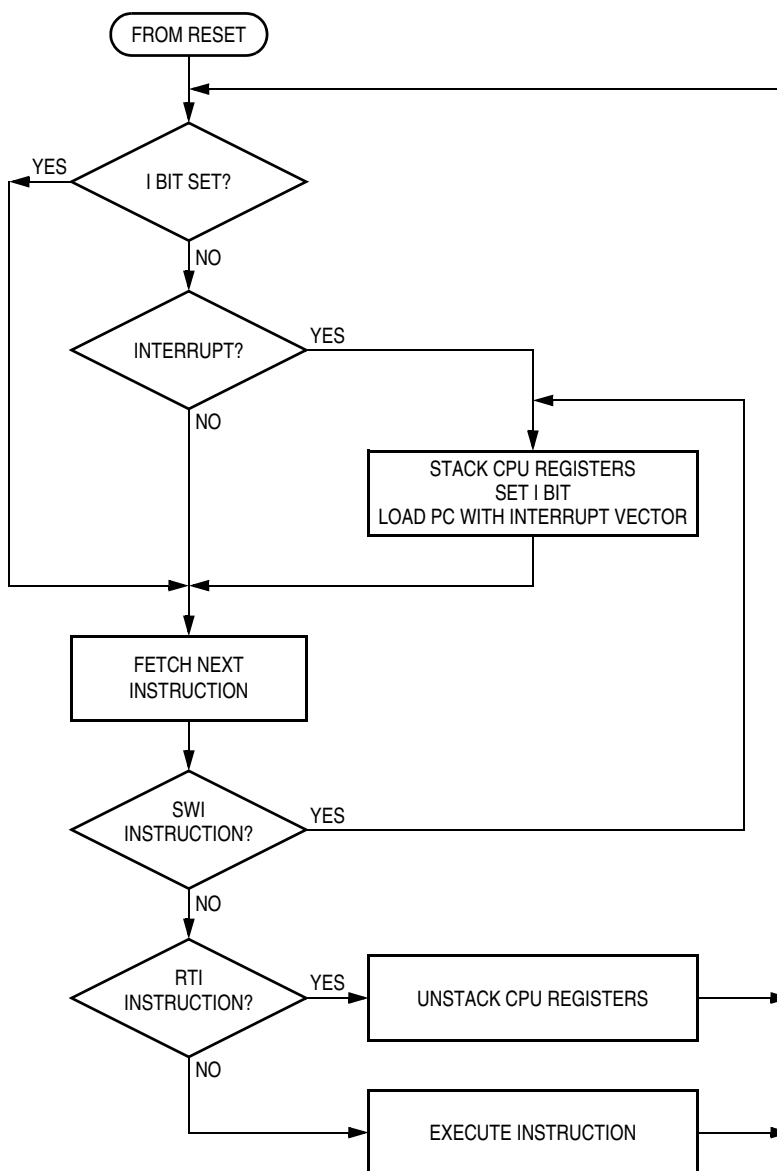 FROM RESET
YES
I BIT SET?
NO
INTERRUPT?
YES
NO
STACK CPU REGISTERS
SET I BIT
LOAD PC WITH INTERRUPT VECTOR
FETCH NEXT
INSTRUCTION
SWI
INSTRUCTION?
YES
NO
RTI
INSTRUCTION?
YES
UNSTACK CPU REGISTERS
NO
EXECUTE INSTRUCTION